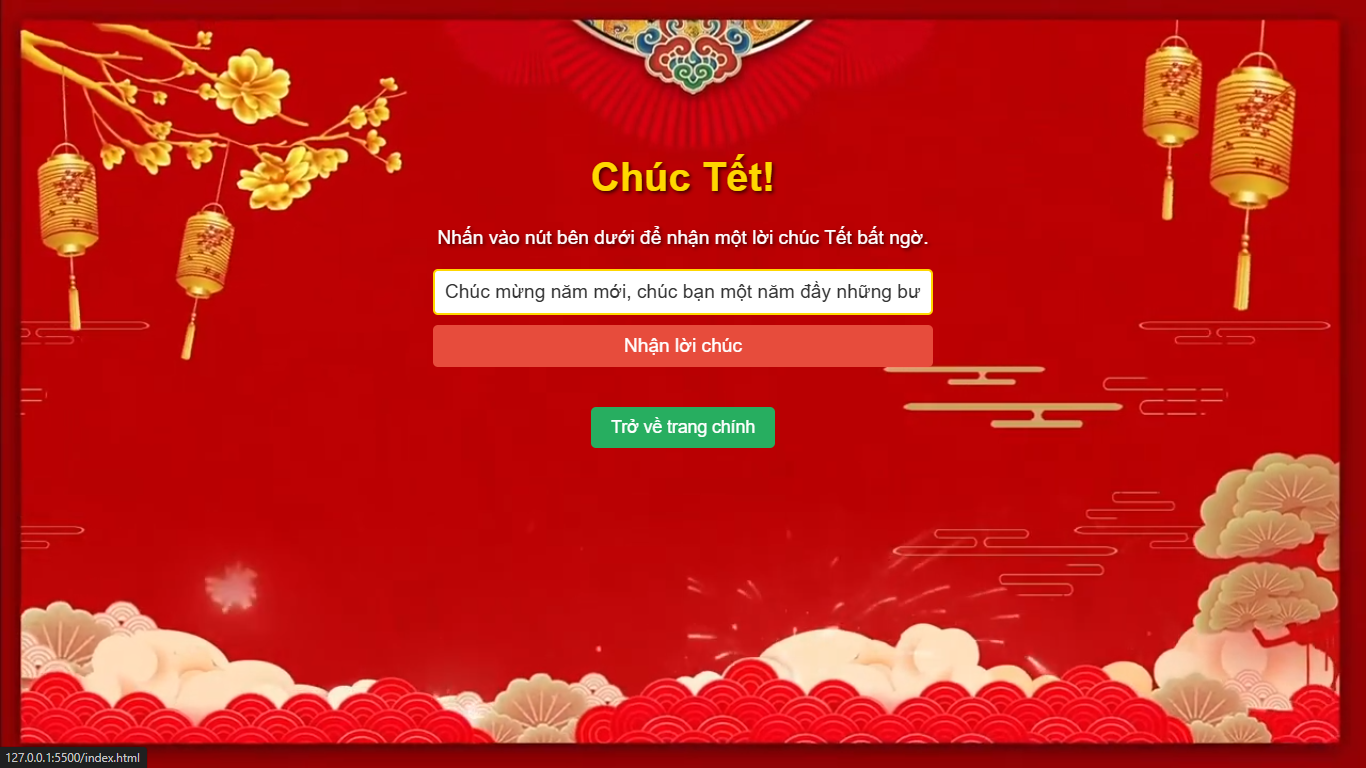 Chúc Tết!
Nhấn vào nút bên dưới để nhận một lời chúc Tết bất ngờ.
Chúc mừng năm mới, chúc bạn một năm đầy những bư
Nhận lời chúc
Trở về trang chính
127.0.0.1:5500/index.html